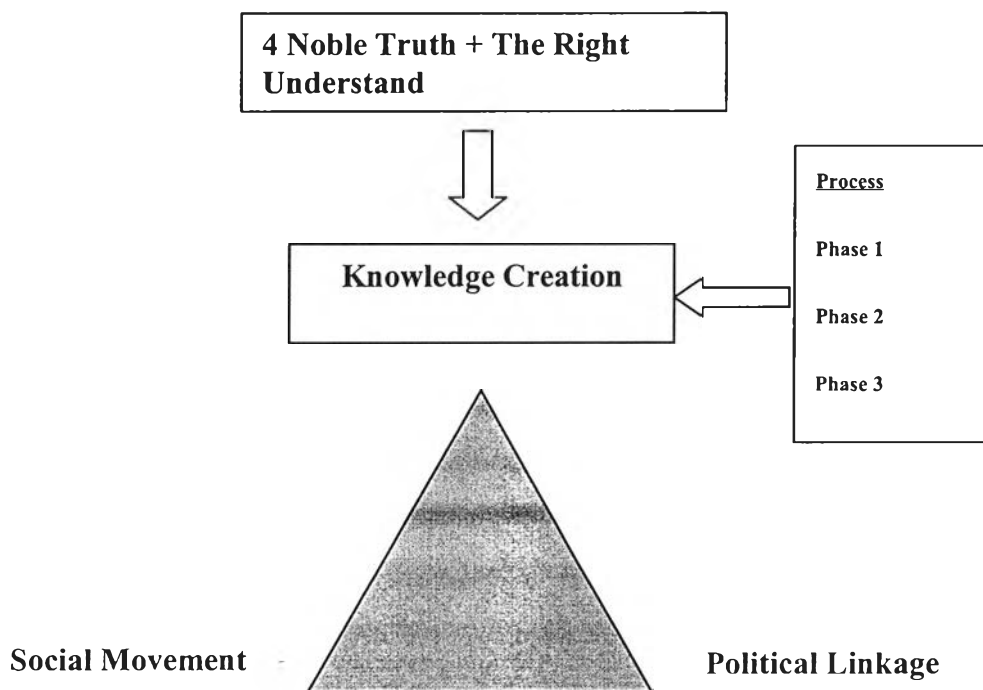 4 Noble Truth + The Right
Understand
Process
Phase 1
Knowledge Creation
Phase 2
Phase 3
Social Movement
Political Linkage